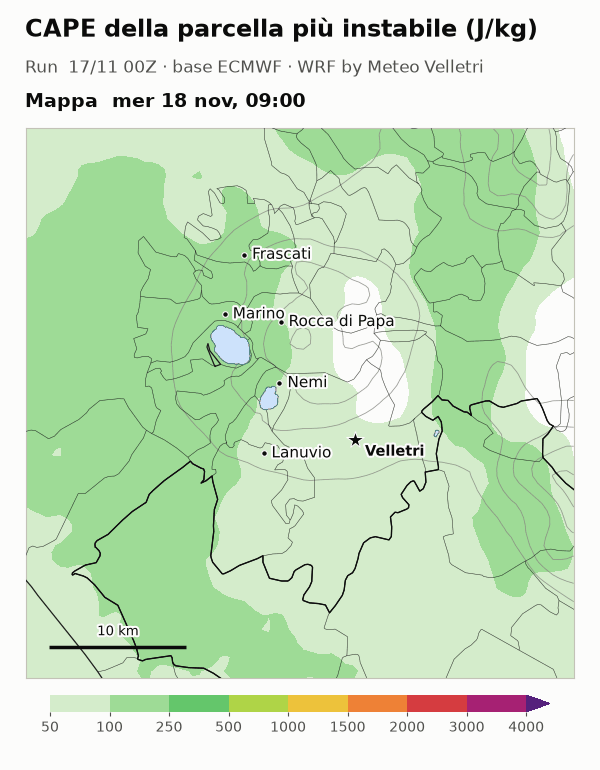 CAPE della parcella più instabile (J/kg)
Run  17/11 00Z · base ECMWF · WRF by Meteo Velletri
Mappa  mer 18 nov, 09:00
Frascati
Marino
Rocca di Papa
Nemi
Velletri
Lanuvio
10 km
50 100 250 500 1000 1500 2000 3000 4000